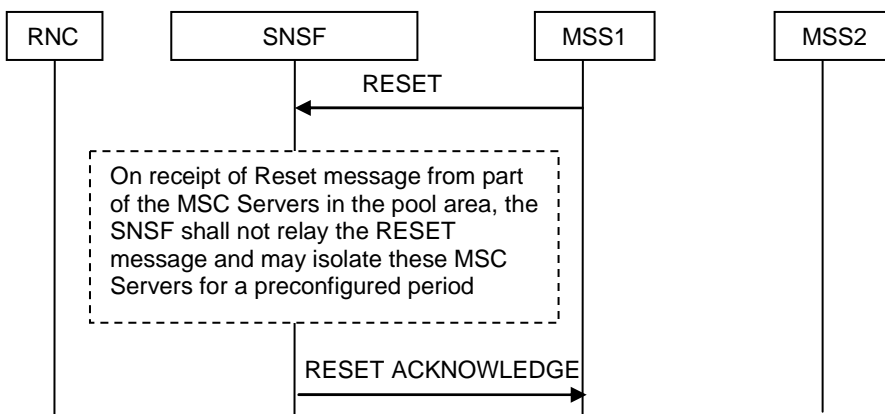 RNC
SNSF
MSS1
MSS2
RESET
On receipt of Reset message from part
of the MSC Servers in the pool area, the
SNSF shall not relay the RESET
message and may isolate these MSC
Servers for a preconfigured period
RESET ACKNOWLEDGE